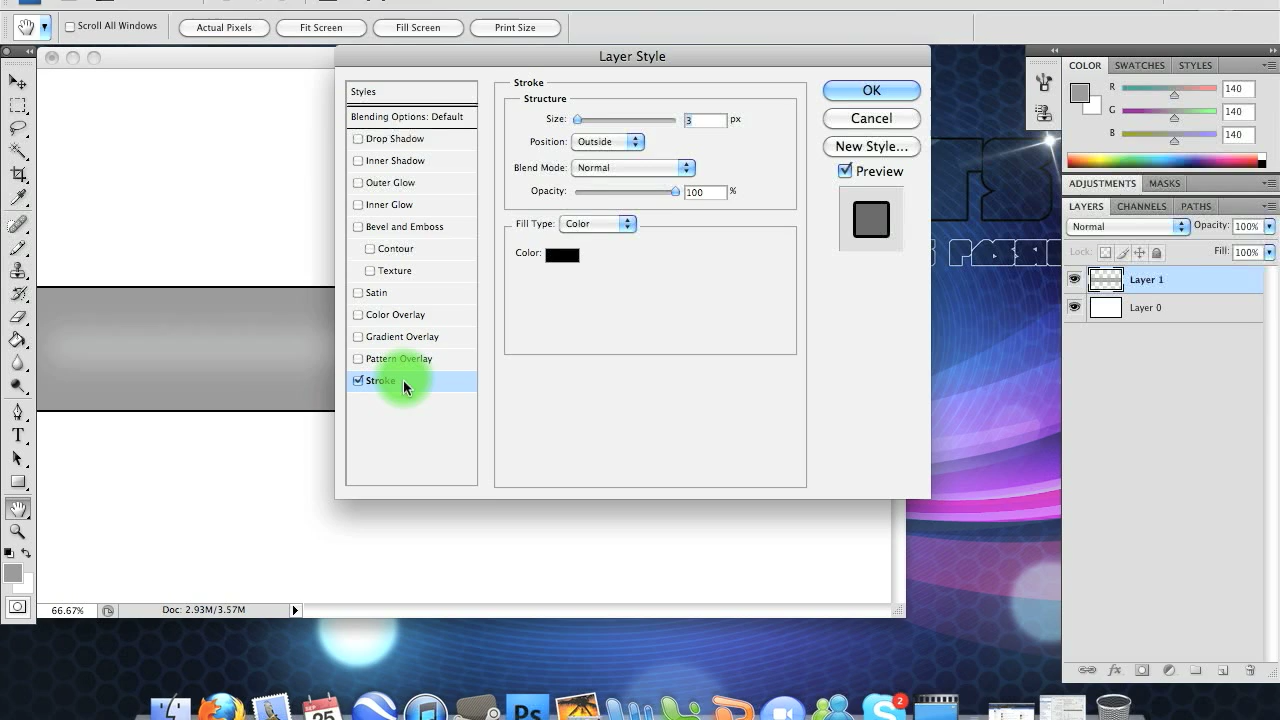 Scroll All Windows
Actual Pixels
Fit Screen
Fill Screen
Print Size
Layer Style
Styles
Blending Options: Default
Drop Shadow
Inner Shadow
Outer Glow
Inner Glow
Bevel and Emboss
Contour
Texture
Satin
Color Overlay
Gradient Overlay
Pattern Overlay
Stroke
Stroke
Structure
Size: 3 px
Position: Outside
Blend Mode: Normal
Opacity: 100 %
Fill Type: Color
Color:
OK
Cancel
New Style...
Preview
COLOR SWATCHES STYLES
R 140
G 140
B 140
ADJUSTMENTS MASKS
LAYERS CHANNELS PATHS
Normal Opacity: 100%
Lock: Fill: 100%
Layer 1
Layer 0
T
66.67% Doc: 2.93M/3.57M
fx
SEP
25
Ps
2